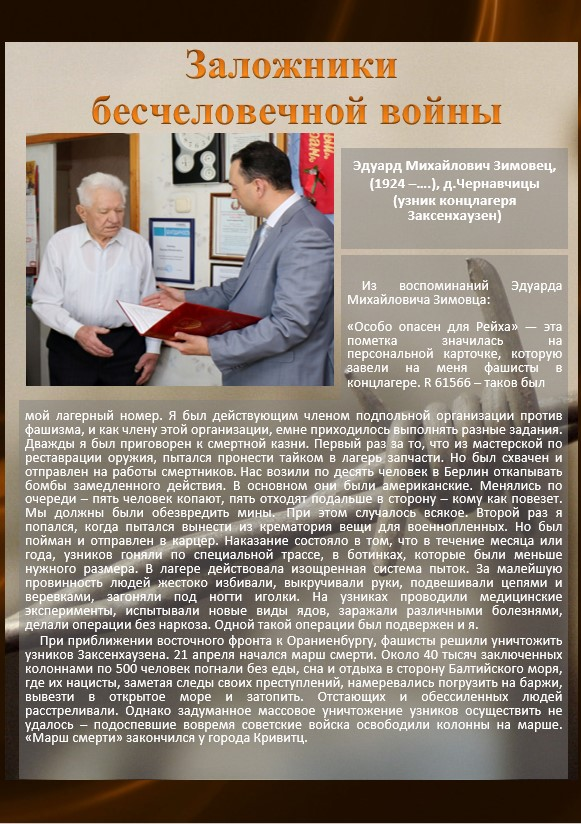 Заложники
бесчеловечной войны
Эдуард Михайлович Зимовец,
(1924 –….), д.Чернавчицы
(узник концлагеря
Заксенхаузен)
Из воспоминаний Эдуарда
Михайловича Зимовца:
«Особо опасен для Рейха» — эта
пометка значилась на
персональной карточке, которую
завели на меня фашисты в
концлагере. R 61566 – таков был
мой лагерный номер. Я был действующим членом подпольной организации против
фашизма, и как члену этой организации, емне приходилось выполнять разные задания.
Дважды я был приговорен к смертной казни. Первый раз за то, что из мастерской по
реставрации оружия, пытался пронести тайком в лагерь запчасти. Но был схвачен и
отправлен на работы смертников. Нас возили по десять человек в Берлин откапывать
бомбы замедленного действия. В основном они были американские. Менялись по
очереди – пять человек копают, пять отходят подальше в сторону – кому как повезет.
Мы должны были обезвредить мины. При этом случалось всякое. Второй раз я
попался, когда пытался вынести из крематория вещи для военнопленных. Но был
пойман и отправлен в карцер. Наказание состояло в том, что в течение месяца или
года, узников гоняли по специальной трассе, в ботинках, которые были меньше
нужного размера. В лагере действовала изощренная система пыток. За малейшую
провинность людей жестоко избивали, выкручивали руки, подвешивали цепями и
веревками, загоняли под ногти иголки. На узниках проводили медицинские
эксперименты, испытывали новые виды ядов, заражали различными болезнями,
делали операции без наркоза. Одной такой операции был подвержен и я.
При приближении восточного фронта к Ораниенбургу, фашисты решили уничтожить
узников Заксенхаузена. 21 апреля начался марш смерти. Около 40 тысяч заключенных
колоннами по 500 человек погнали без еды, сна и отдыха в сторону Балтийского моря,
где их нацисты, заметая следы своих преступлений, намеревались погрузить на баржи,
вывезти в открытое море и затопить. Отстающих и обессиленных людей
расстреливали. Однако задуманное массовое уничтожение узников осуществить не
удалось – подоспевшие вовремя советские войска освободили колонны на марше.
«Марш смерти» закончился у города Кривитц.